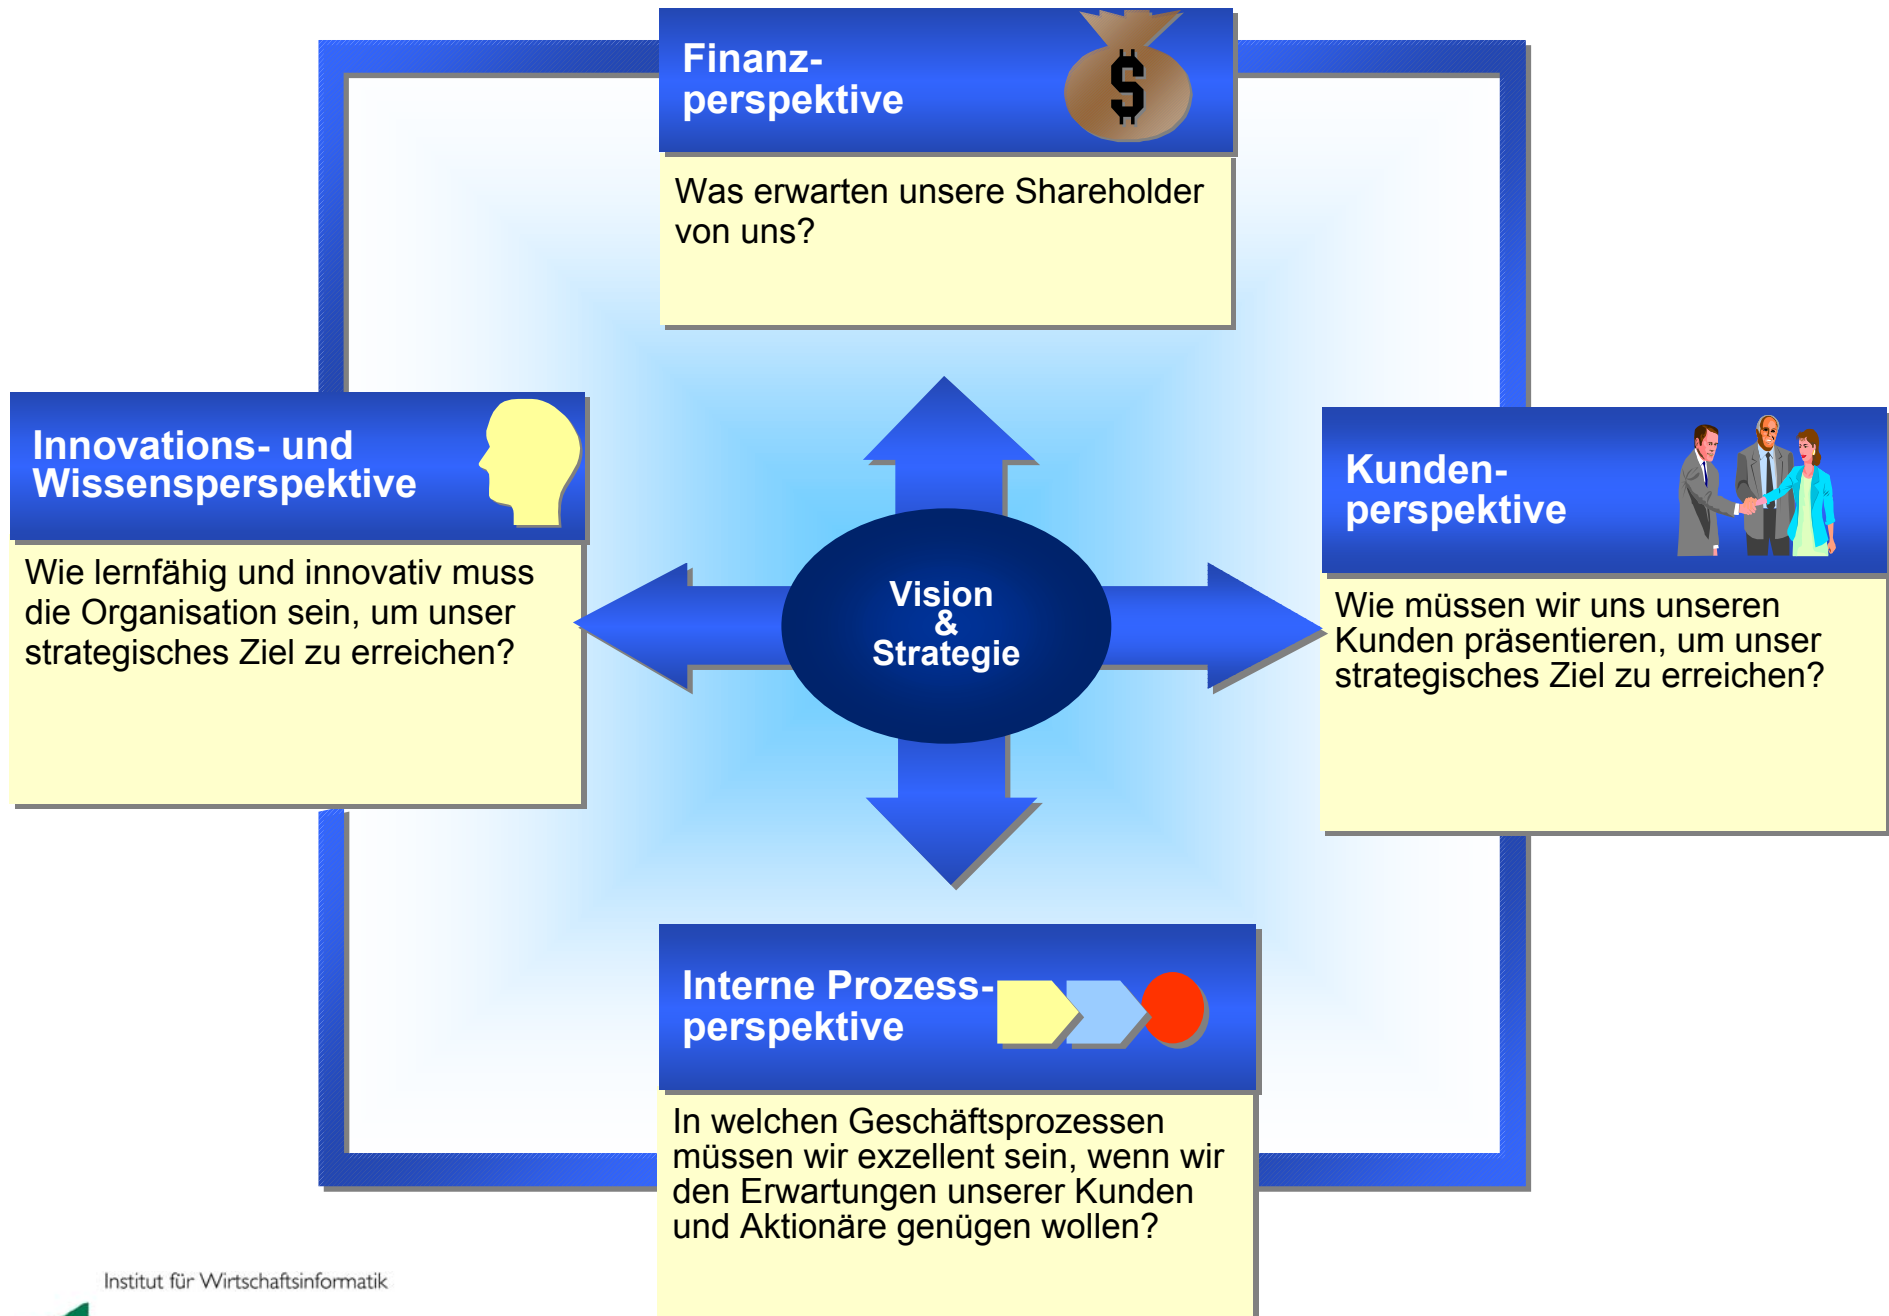 Finanz-
perspektive
$
Was erwarten unsere Shareholder
von uns?
Innovations- und
Wissensperspektive
Wie lernfähig und innovativ muss
die Organisation sein, um unser
strategisches Ziel zu erreichen?
Vision
&
Strategie
Kunden-
perspektive
Wie müssen wir uns unseren
Kunden präsentieren, um unser
strategisches Ziel zu erreichen?
Interne Prozess-
perspektive
In welchen Geschäftsprozessen
müssen wir exzellent sein, wenn wir
den Erwartungen unserer Kunden
und Aktionäre genügen wollen?
Institut für Wirtschaftsinformatik